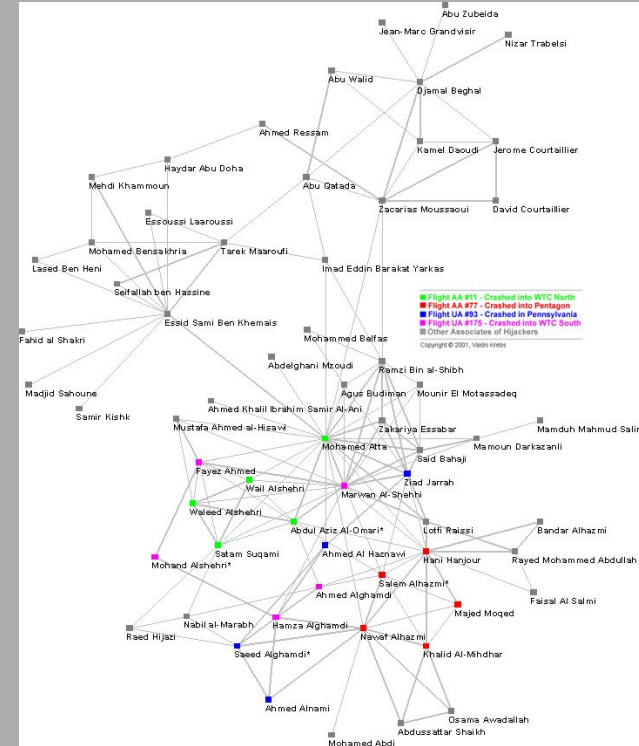 Abu Zubeida
Jean-Marc Grandvisir
Nizar Trabelsi
Abu Walid
Djamal Beghal
Ahmed Ressam
Kamel Daoudi
Jerome Courtaillier
Haydar Abu Doha
Mehdi Khammoun
Abu Qatada
Zacarias Moussaoui
David Courtaillier
Essoussi Laaroussi
Mohamed Bensakhria
Tarek Maaroufi
Lased Ben Heni
Imad Eddin Barakat Yarkas
Seifallah ben Hassine
Flight AA #11 - Crashed into WTC North
Flight AA #77 - Crashed into Pentagon
Flight UA #93 - Crashed in Pennsylvania
Flight UA #175 - Crashed into WTC South
Other Associates of Hijackers
Copyright © 2001, Valdis Krebs
Essid Sami Ben Khemais
Fahid al Shakri
Mohammed Belfas
Abdelghani Mzoudi
Ramzi Bin al-Shibh
Madjid Sahoune
Agus Budiman
Mounir El Motassadeq
Samir Kishk
Ahmed Khalil Ibrahim Samir Al-Ani
Mustafa Ahmed al-Hisawi
Zakariya Essabar
Mamduh Mahmud Salim
Mohamed Atta
Said Bahaji
Mamoun Darkazanli
Fayez Ahmed
Ziad Jarrah
Wail Alshehri
Marwan Al-Shehhi
Waleed Alshehri
Abdul Aziz Al-Omari*
Lotfi Raissi
Bandar Alhazmi
Satam Suqami
Ahmed Al Haznawi
Hani Hanjour
Rayed Mohammed Abdullah
Mohand Alshehri*
Salem Alhazmi*
Ahmed Alghamdi
Faisal Al Salmi
Majed Moqed
Nabil al-Marabh
Hamza Alghamdi
Raed Hijazi
Nawaf Alhazmi
Saeed Alghamdi*
Khalid Al-Mihdhar
Ahmed Alnami
Osama Awadallah
Abdussattar Shaikh
Mohamed Abdi